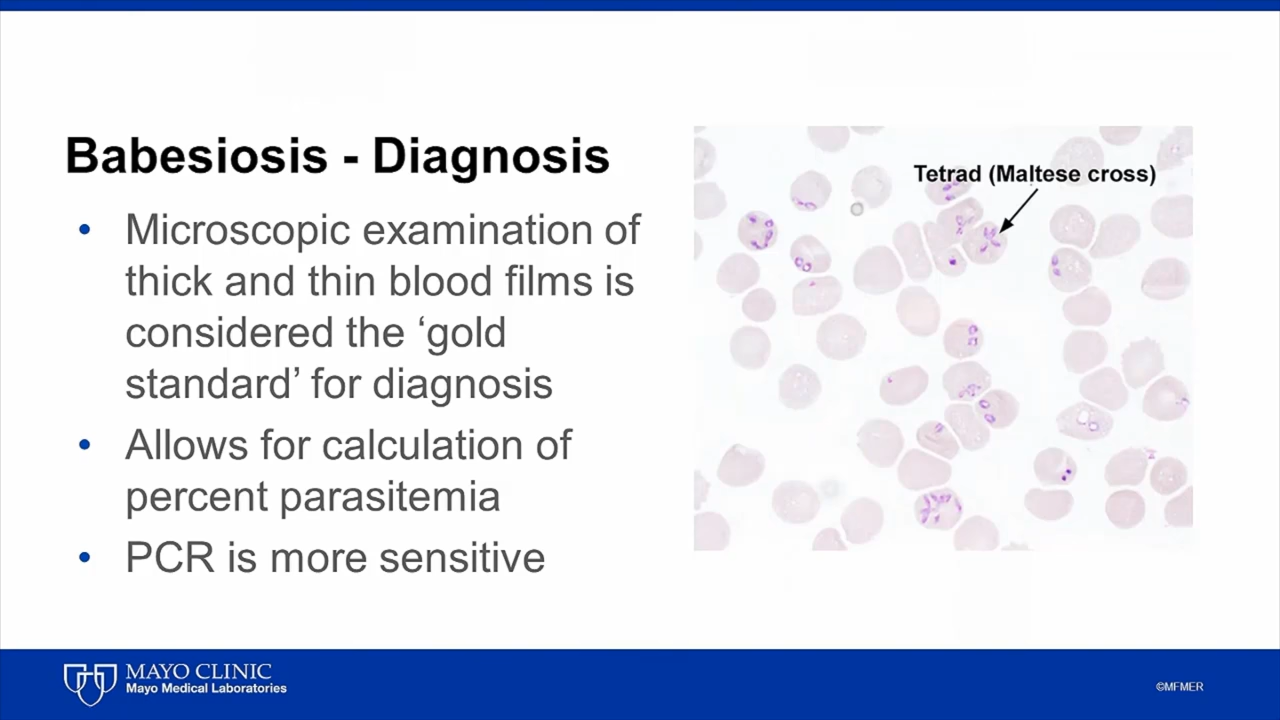 Babesiosis - Diagnosis
• Microscopic examination of
thick and thin blood films is
considered the ‘gold
standard’ for diagnosis
• Allows for calculation of
percent parasitemia
• PCR is more sensitive
Tetrad (Maltese cross)
MAYO CLINIC
Mayo Medical Laboratories
©MFMER